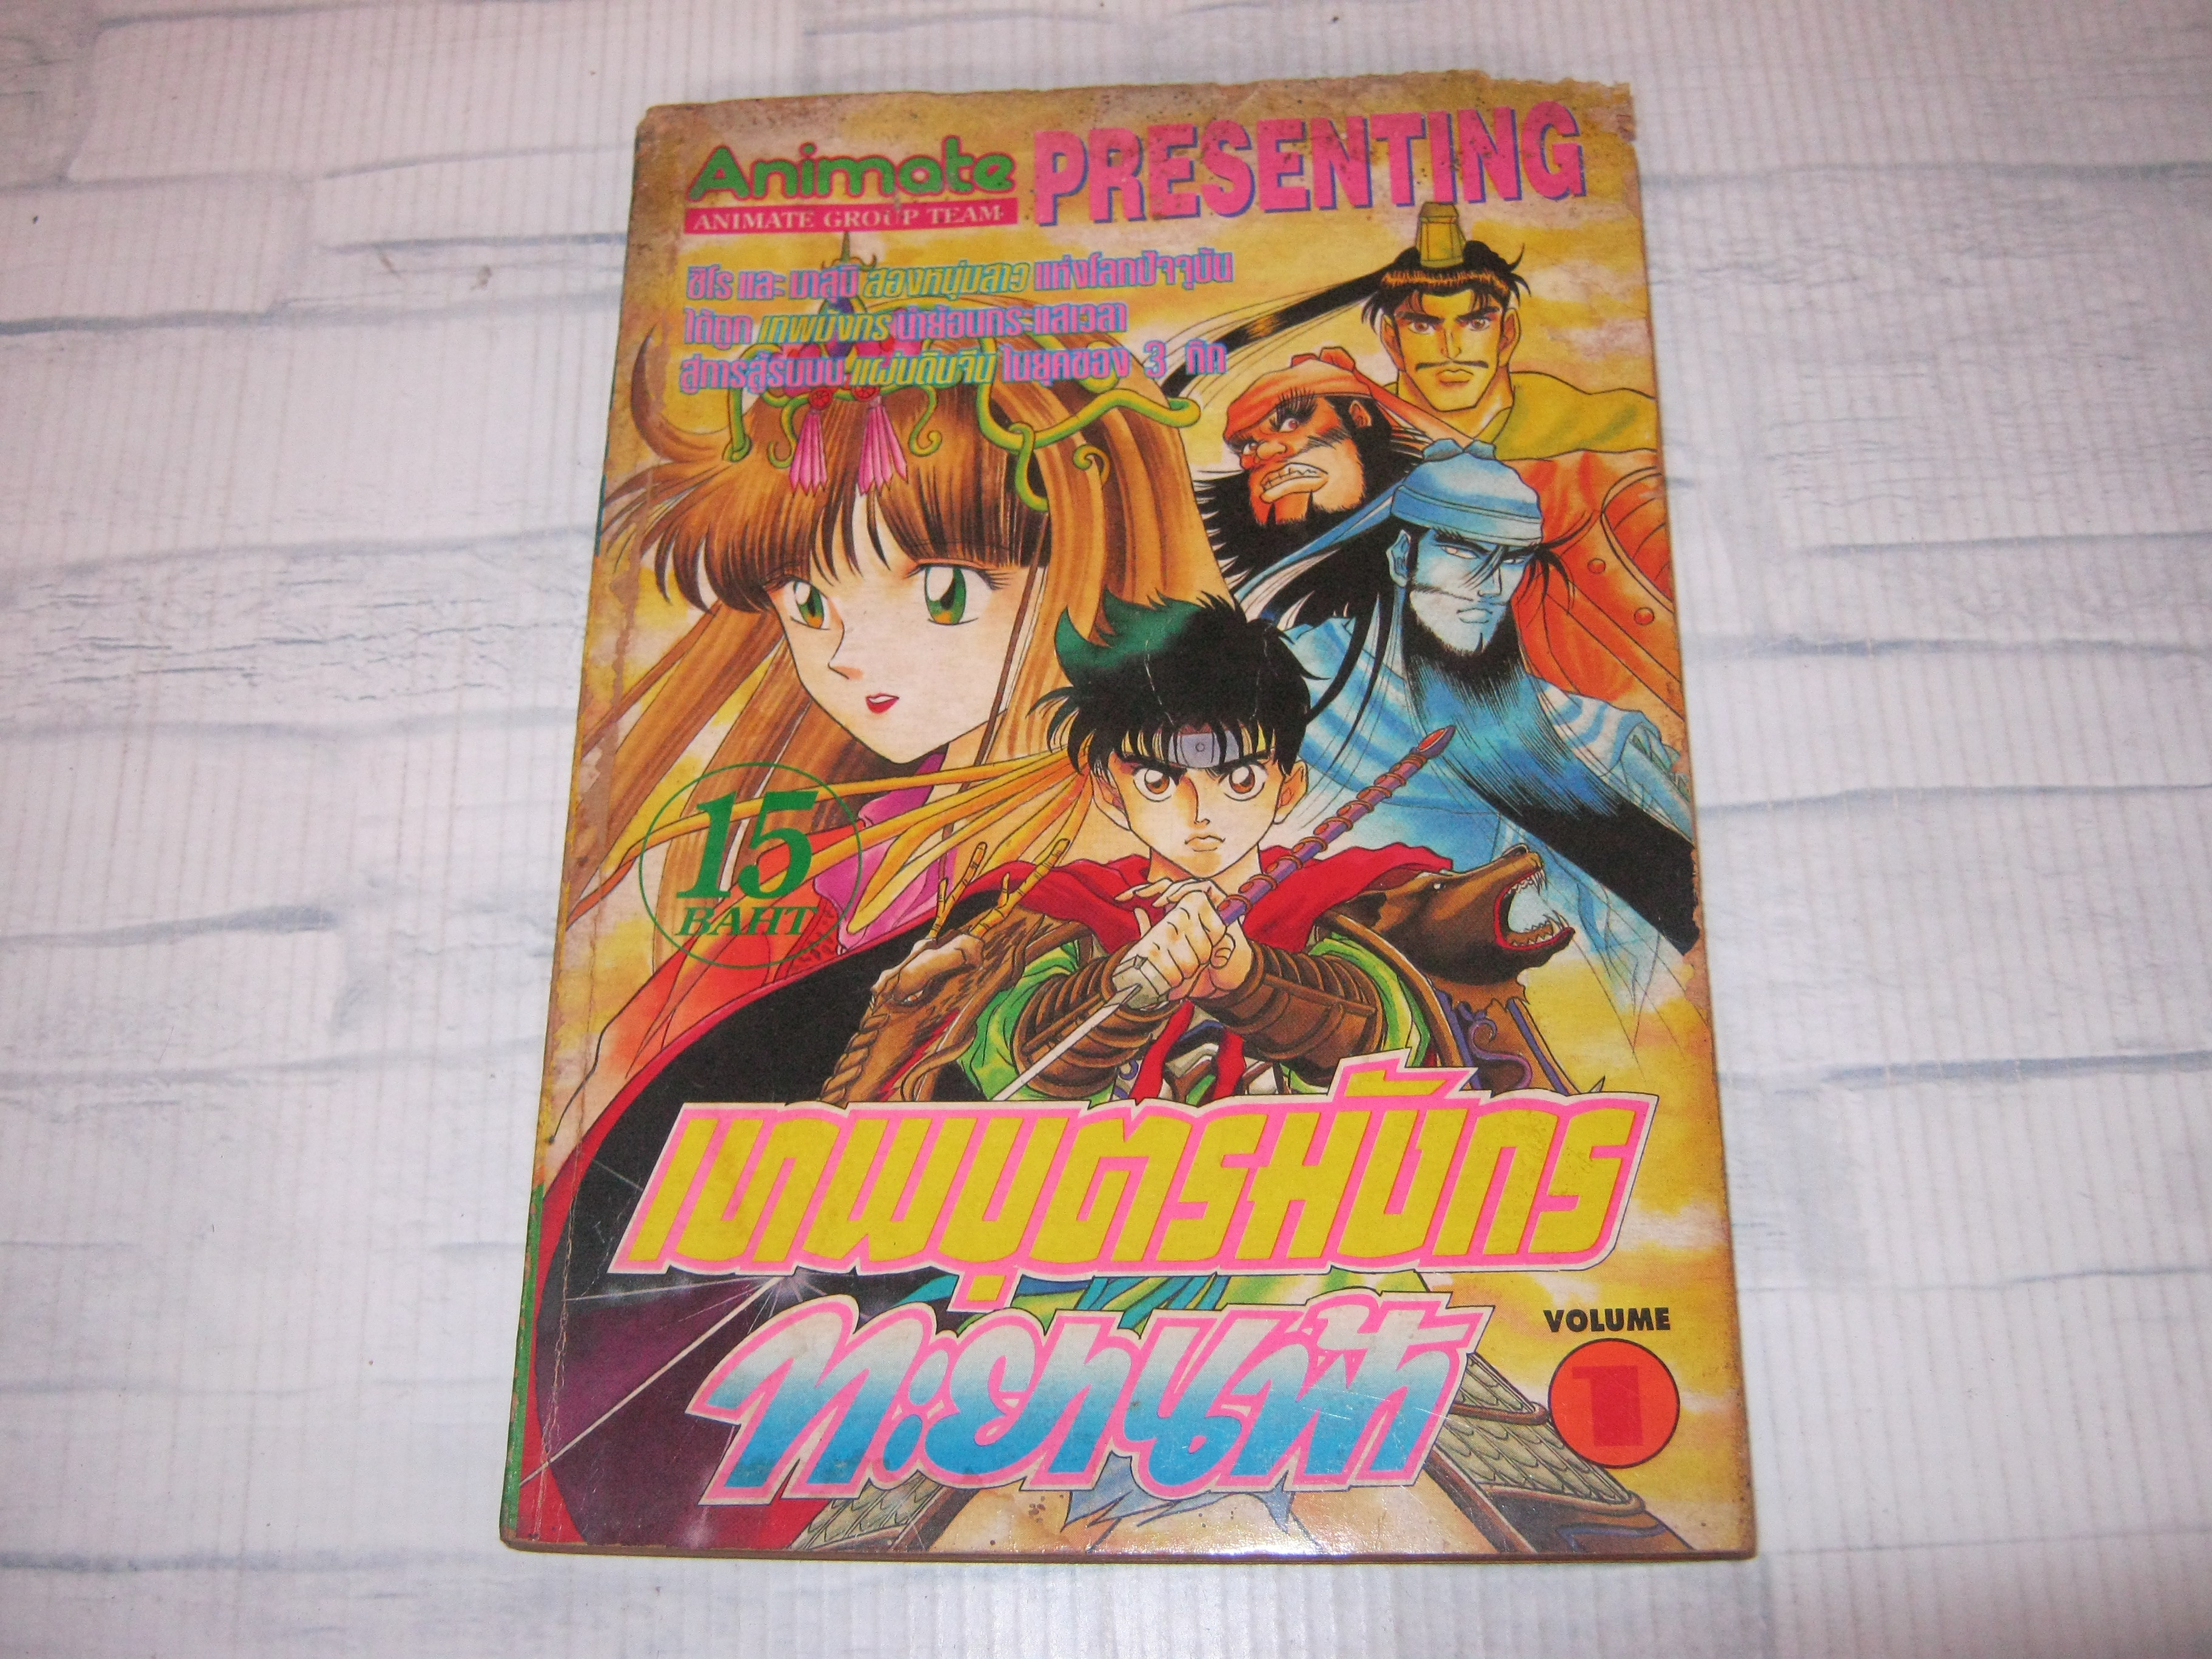 Animate PRESENTING
ANIMATE GROUP TEAM
ชิโร และ มาสุมิ สองหนุ่มสาว แห่งโลกปัจจุบัน
ได้ถูก เทพมังกร นำย้อนกระแสเวลา
สู่การสู้รบบน แผ่นดินจีน ในยุคของ 3 ก๊ก
15
BAHT
เทพบุตรมังกร
ทะยานฟ้า
VOLUME
1